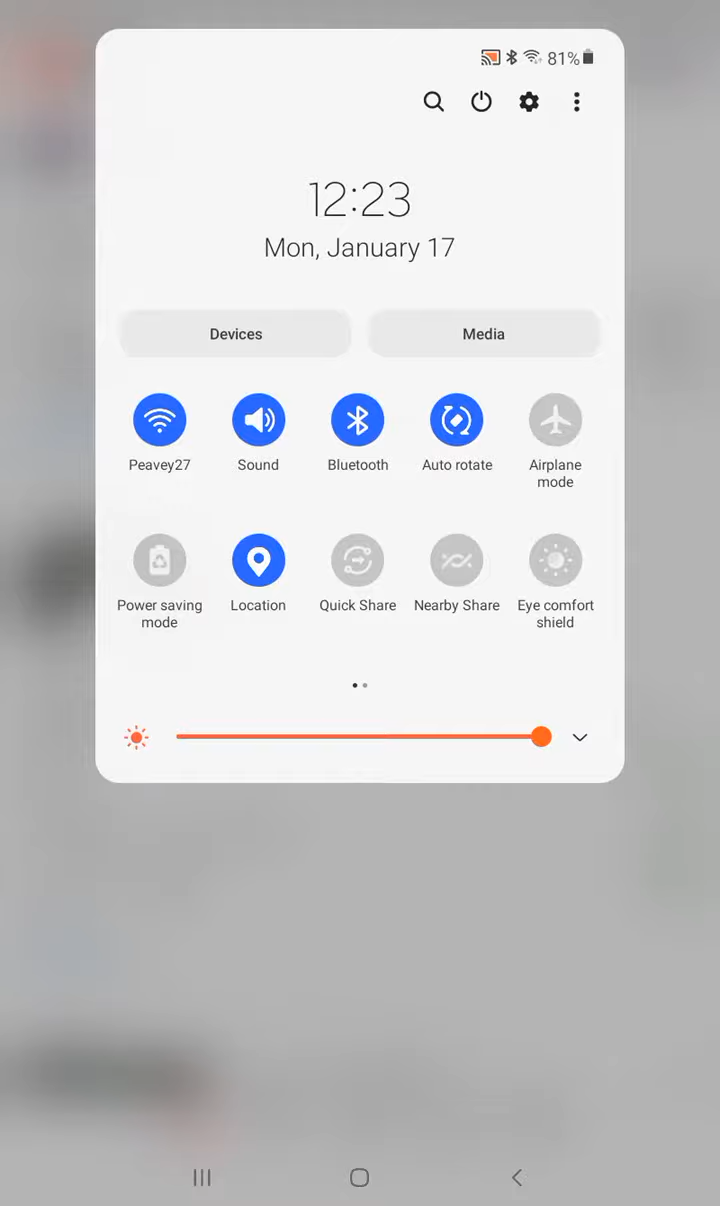 81%
12:23
Mon, January 17
Devices
Media
Peavey27
Sound
Bluetooth
Auto rotate
Airplane
mode
Power saving
mode
Location
Quick Share
Nearby Share
Eye comfort
shield